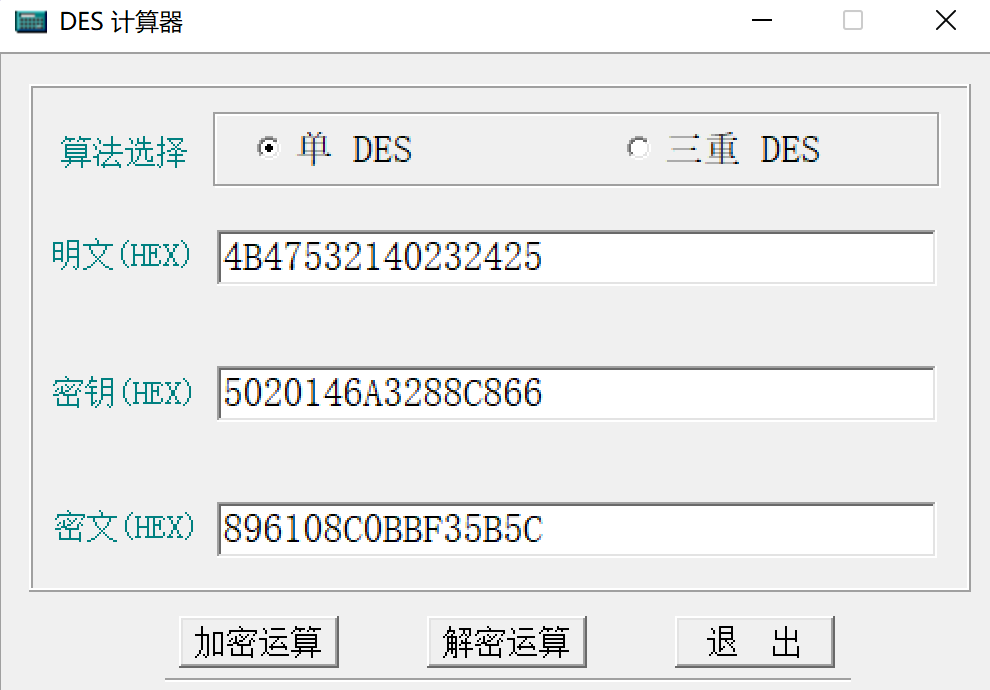 DES 计算器
算法选择 单 DES 三重 DES
明文(HEX) 4B47532140232425
密钥(HEX) 5020146A3288C866
密文(HEX) 896108C0BBF35B5C
加密运算 解密运算 退 出